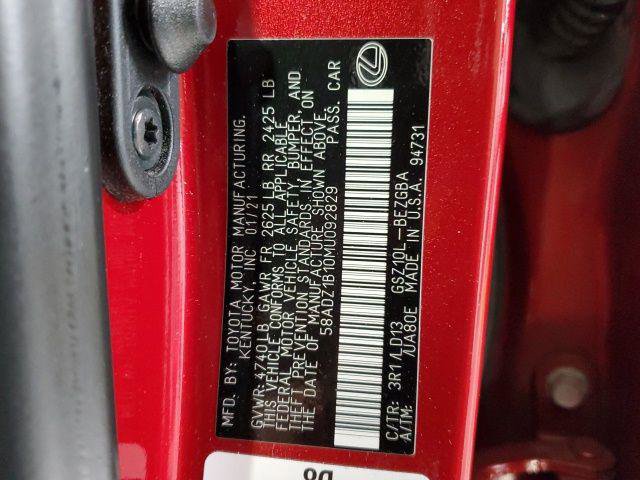 MFD. BY: TOYOTA MOTOR MANUFACTURING.
KENTUCKY, INC 01/21
GVWR: 4740 LB GAWR FR 2625 LB RR 2425 LB
THIS VEHICLE CONFORMS TO ALL APPLICABLE
FEDERAL MOTOR VEHICLE SAFETY, BUMPER, AND
THEFT PREVENTION STANDARDS IN EFFECT ON
THE DATE OF MANUFACTURE SHOWN ABOVE.
58ADZ1B10MU092829 PASS. CAR
C/TR: 3R1/LD13 GSZ10L-BEZGBA
A/TM: /UA80E MADE IN U.S.A. 94731